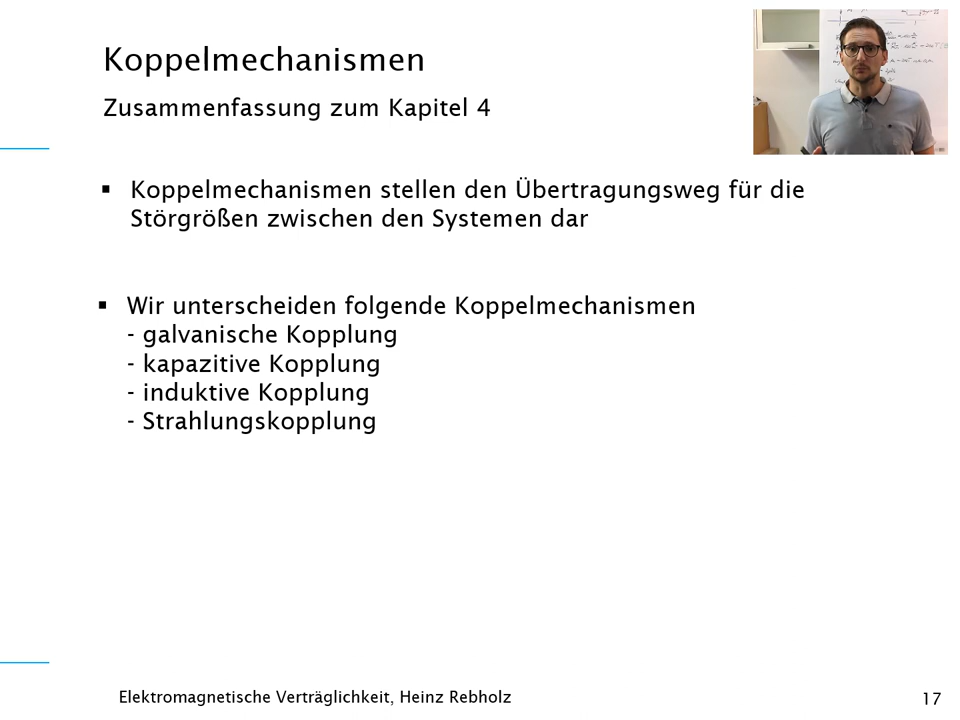 Koppelmechanismen
Zusammenfassung zum Kapitel 4
▪ Koppelmechanismen stellen den Übertragungsweg für die
Störgrößen zwischen den Systemen dar
▪ Wir unterscheiden folgende Koppelmechanismen
- galvanische Kopplung
- kapazitive Kopplung
- induktive Kopplung
- Strahlungskopplung
Elektromagnetische Verträglichkeit, Heinz Rebholz
17